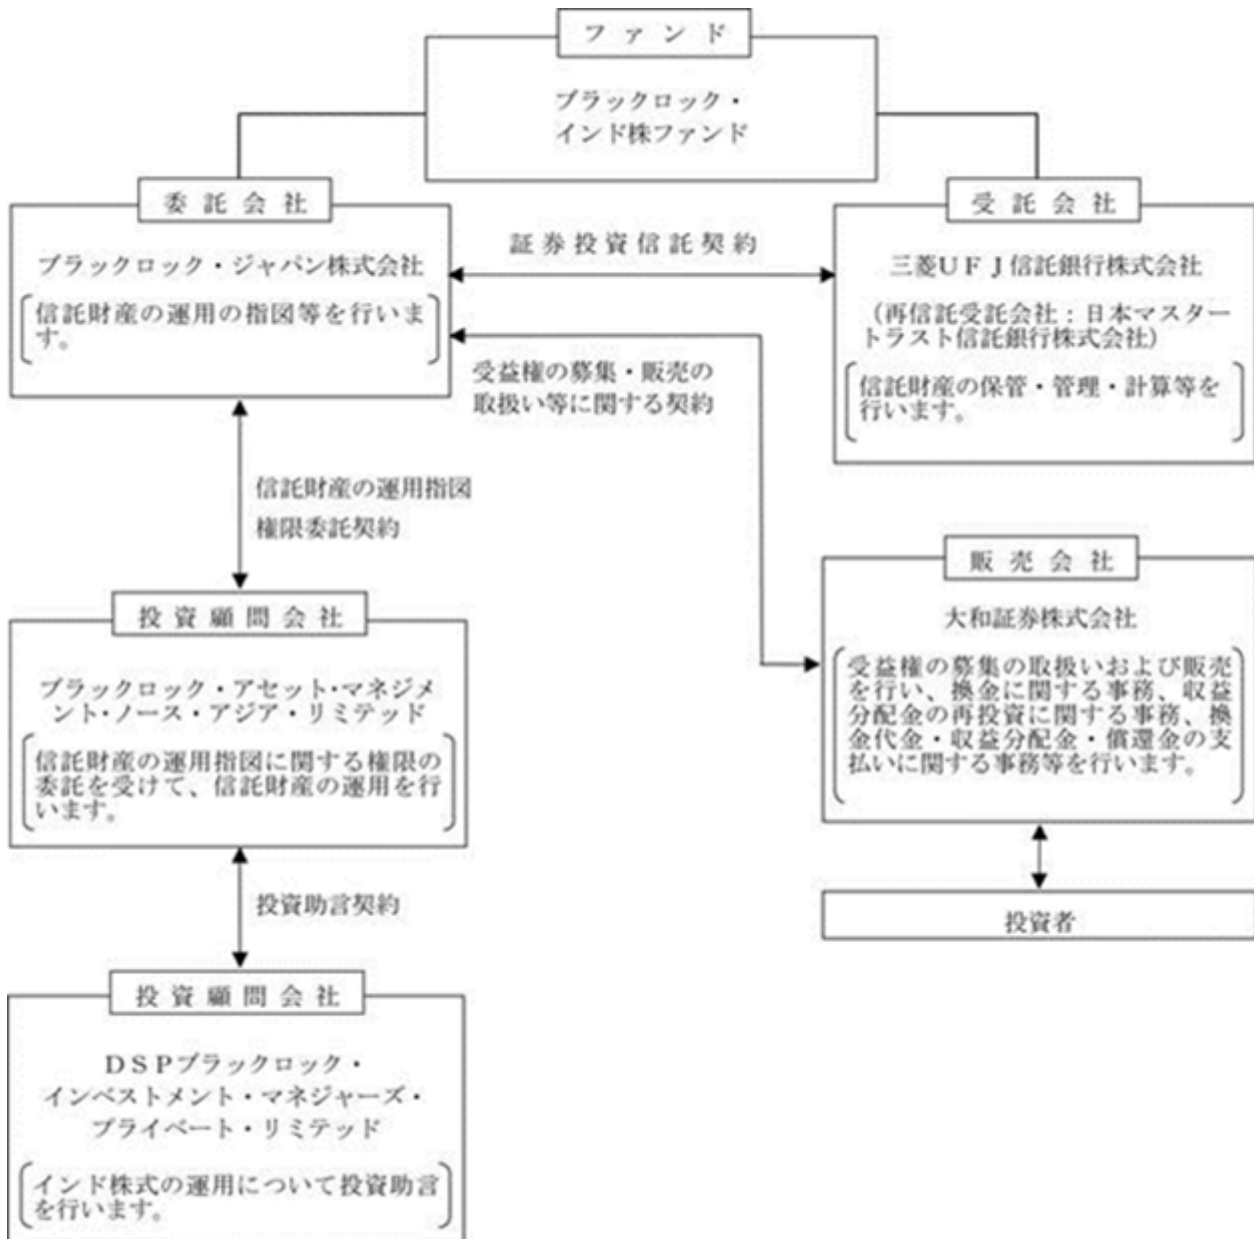 ファンド
ブラックロック・
インド株ファンド
委託会社
ブラックロック・ジャパン株式会社
信託財産の運用の指図等を行いま
す。
証券投資信託契約
受益権の募集・販売の
取扱い等に関する契約
受託会社
三菱ＵＦＪ信託銀行株式会社
（再信託受託会社：日本マスター
トラスト信託銀行株式会社）
信託財産の保管・管理・計算等を
行います。
信託財産の運用指図
権限委託契約
投資顧問会社
ブラックロック・アセット・マネジメ
ント・ノース・アジア・リミテッド
信託財産の運用指図に関する権限の
委託を受けて、信託財産の運用を行
います。
販売会社
大和証券株式会社
受益権の募集の取扱いおよび販売
を行い、換金に関する事務、収益
分配金の再投資に関する事務、換
金代金・収益分配金・償還金の支
払いに関する事務等を行います。
投資者
投資助言契約
投資顧問会社
ＤＳＰブラックロック・
インベストメント・マネジャーズ・
プライベート・リミテッド
インド株式の運用について投資助言
を行います。